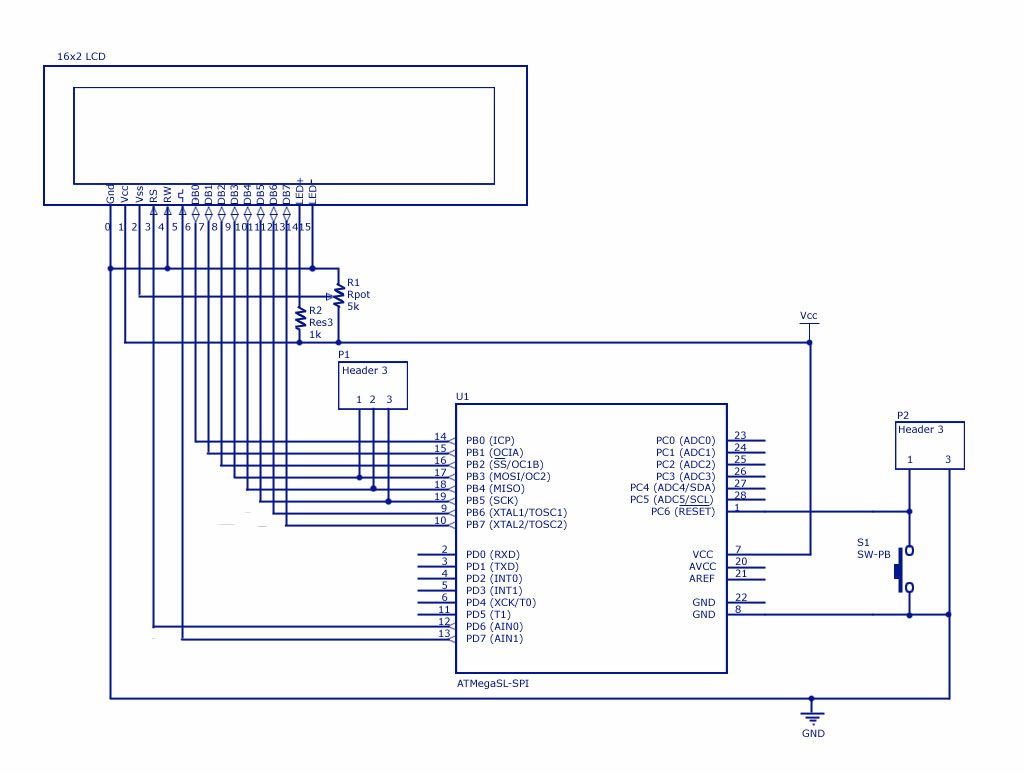 16x2 LCD
Gnd Vcc Vss RS RW DB0 DB1 DB2 DB3 DB4 DB5 DB6 DB7 LED+ LED-
0 1 2 3 4 5 6 7 8 9 10 11 12 13 14 15
R1
Rpot
5k
R2
Res3
1k
Vcc
P1
Header 3
1 2 3
U1
P2
Header 3
1 3
14 PB0 (ICP) PC0 (ADC0) 23
15 PB1 (OCIA) PC1 (ADC1) 24
16 PB2 (SS/OC1B) PC2 (ADC2) 25
17 PB3 (MOSI/OC2) PC3 (ADC3) 26
18 PB4 (MISO) PC4 (ADC4/SDA) 27
19 PB5 (SCK) PC5 (ADC5/SCL) 28
9 PB6 (XTAL1/TOSC1) PC6 (RESET) 1
10 PB7 (XTAL2/TOSC2)
S1
SW-PB
2 PD0 (RXD) VCC 7
3 PD1 (TXD) AVCC 20
4 PD2 (INT0) AREF 21
5 PD3 (INT1)
6 PD4 (XCK/T0) GND 22
11 PD5 (T1) GND 8
12 PD6 (AIN0)
13 PD7 (AIN1)
ATMegaSL-SPI
GND